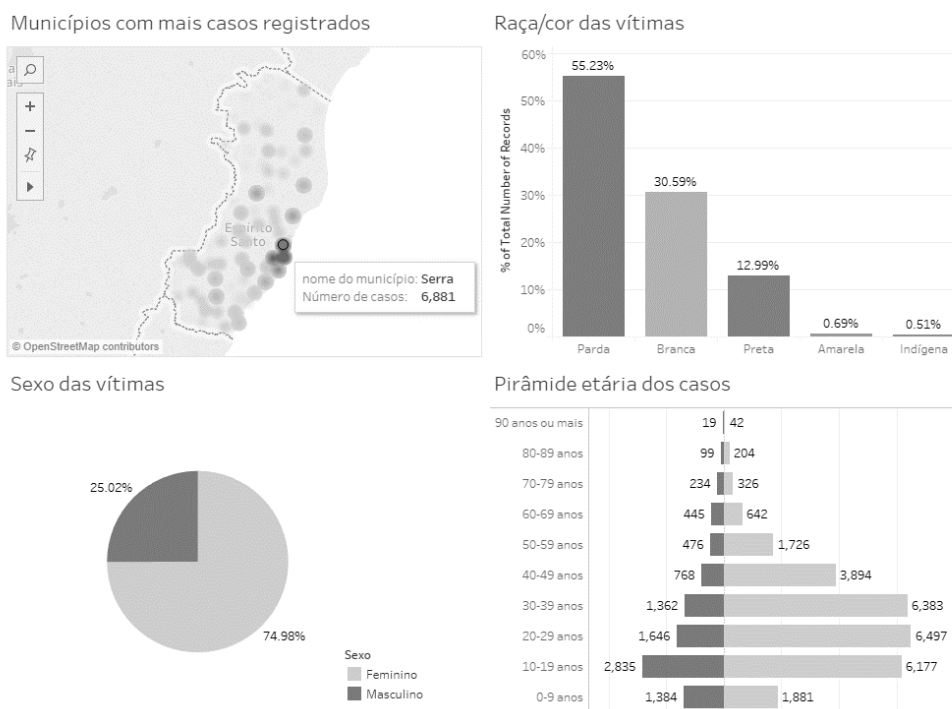 Municípios com mais casos registrados
Espírito
Santo
nome do município: Serra
Número de casos: 6,881
© OpenStreetMap contributors
Raça/cor das vítimas
% of Total Number of Records
60%
50%
40%
30%
20%
10%
0%
55.23%
30.59%
12.99%
0.69%
0.51%
Parda Branca Preta Amarela Indígena
Sexo das vítimas
25.02%
74.98%
Sexo
Feminino
Masculino
Pirâmide etária dos casos
90 anos ou mais 19 42
80-89 anos 99 204
70-79 anos 234 326
60-69 anos 445 642
50-59 anos 476 1,726
40-49 anos 768 3,894
30-39 anos 1,362 6,383
20-29 anos 1,646 6,497
10-19 anos 2,835 6,177
0-9 anos 1,384 1,881